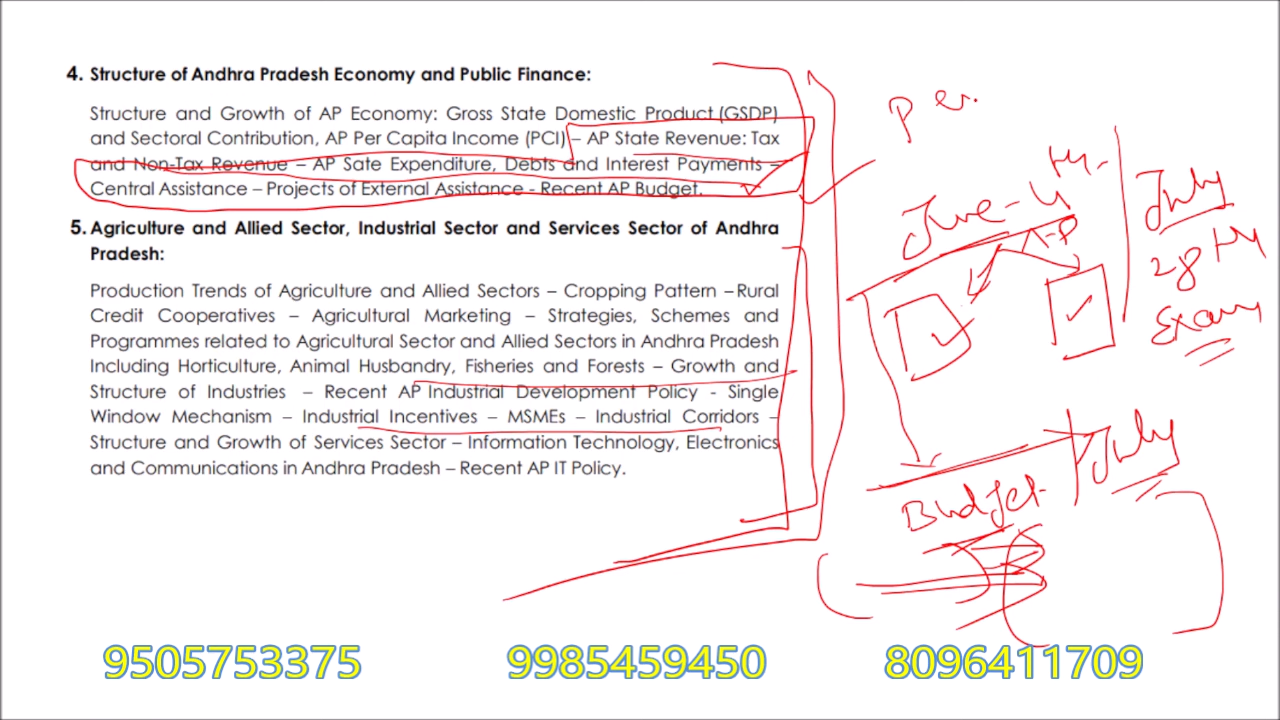 4. Structure of Andhra Pradesh Economy and Public Finance:
Structure and Growth of AP Economy: Gross State Domestic Product (GSDP)
and Sectoral Contribution, AP Per Capita Income (PCI) – AP State Revenue: Tax
and Non-Tax Revenue – AP Sate Expenditure, Debts and Interest Payments –
Central Assistance – Projects of External Assistance - Recent AP Budget.
5. Agriculture and Allied Sector, Industrial Sector and Services Sector of Andhra
Pradesh:
Production Trends of Agriculture and Allied Sectors – Cropping Pattern –Rural
Credit Cooperatives – Agricultural Marketing – Strategies, Schemes and
Programmes related to Agricultural Sector and Allied Sectors in Andhra Pradesh
Including Horticulture, Animal Husbandry, Fisheries and Forests – Growth and
Structure of Industries – Recent AP Industrial Development Policy - Single
Window Mechanism – Industrial Incentives – MSMEs – Industrial Corridors –
Structure and Growth of Services Sector – Information Technology, Electronics
and Communications in Andhra Pradesh – Recent AP IT Policy.
June-4th
A-P
July
28th
Exam
Budget
July
9505753375 9985459450 8096411709